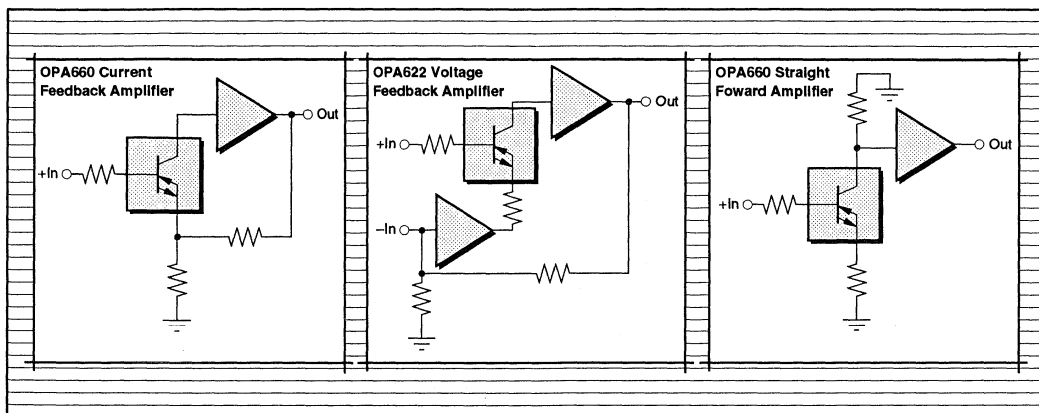 OPA660 Current
Feedback Amplifier
Out
+In
OPA622 Voltage
Feedback Amplifier
Out
+In
–In
OPA660 Straight
Foward Amplifier
Out
+In